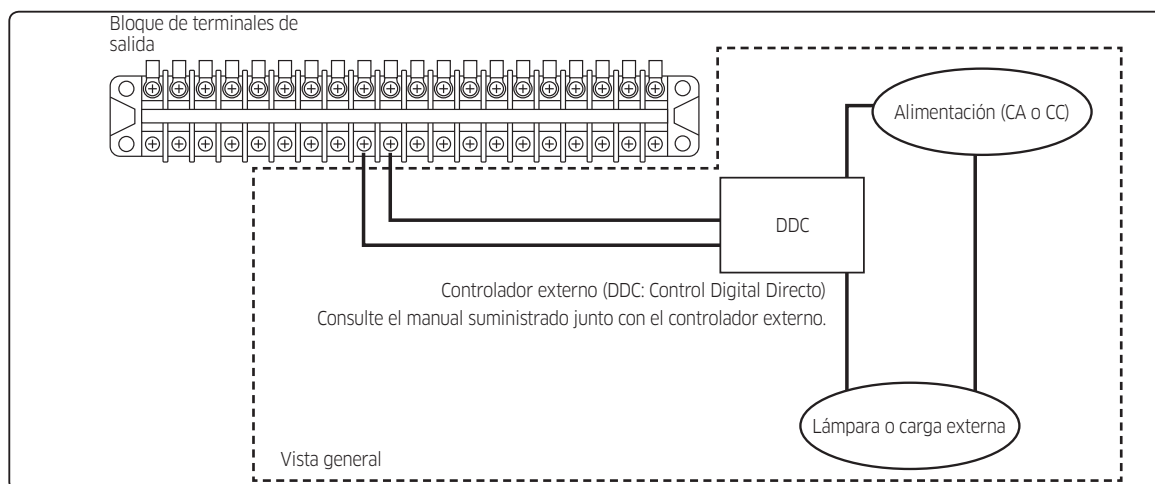 Bloque de terminales de
salida
Alimentación (CA o CC)
DDC
Controlador externo (DDC: Control Digital Directo)
Consulte el manual suministrado junto con el controlador externo.
Lámpara o carga externa
Vista general